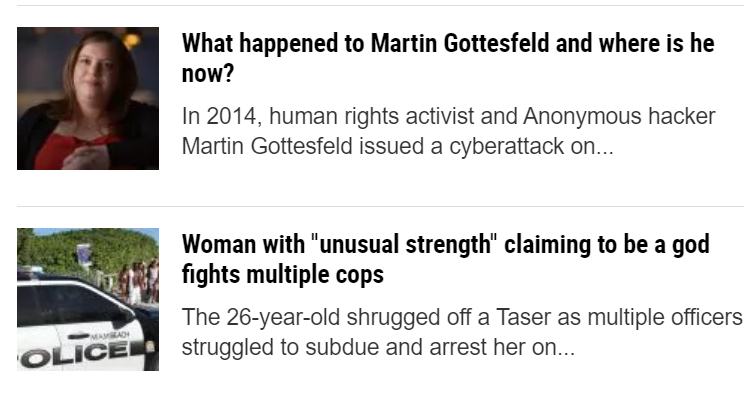 What happened to Martin Gottesfeld and where is he
now?
In 2014, human rights activist and Anonymous hacker
Martin Gottesfeld issued a cyberattack on...
Woman with "unusual strength" claiming to be a god
fights multiple cops
The 26-year-old shrugged off a Taser as multiple officers
struggled to subdue and arrest her on...
MIAMI BEACH
OLICE